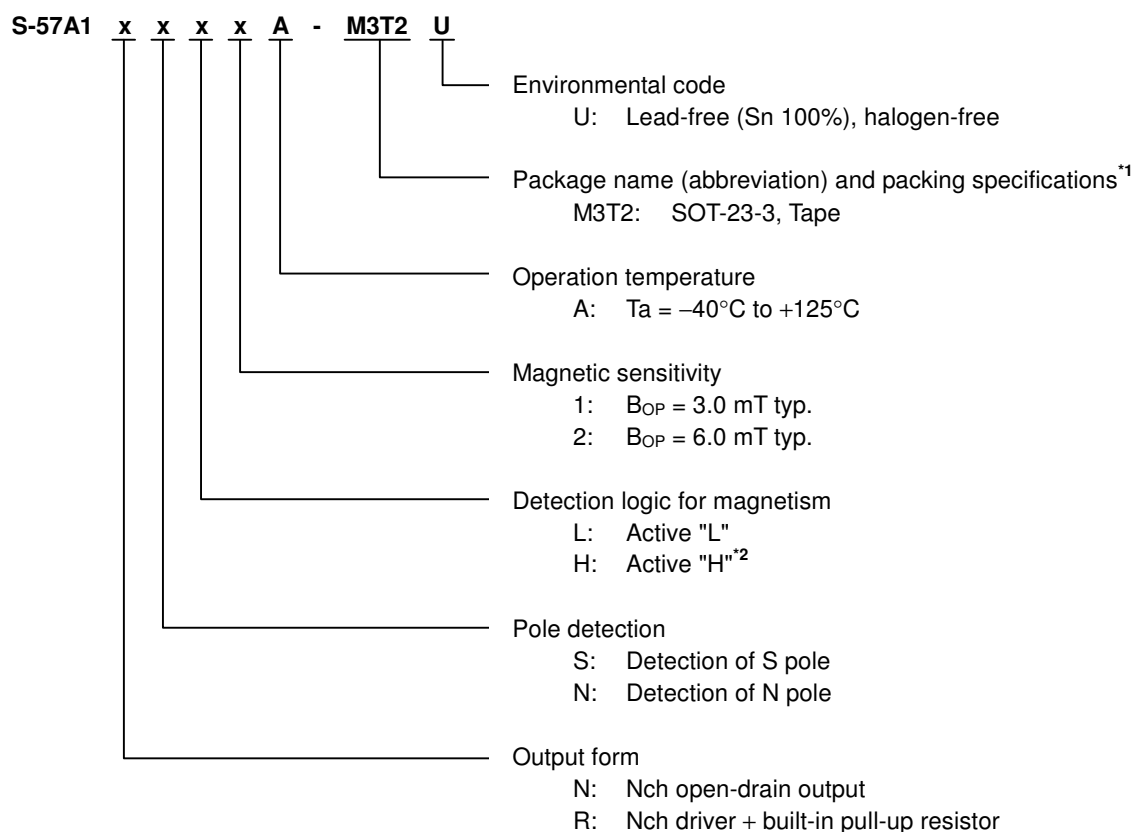 S-57A1 x x x x A - M3T2 U
Environmental code
U: Lead-free (Sn 100%), halogen-free
Package name (abbreviation) and packing specifications*1
M3T2: SOT-23-3, Tape
Operation temperature
A: Ta = −40°C to +125°C
Magnetic sensitivity
1: BOP = 3.0 mT typ.
2: BOP = 6.0 mT typ.
Detection logic for magnetism
L: Active "L"
H: Active "H"*2
Pole detection
S: Detection of S pole
N: Detection of N pole
Output form
N: Nch open-drain output
R: Nch driver + built-in pull-up resistor